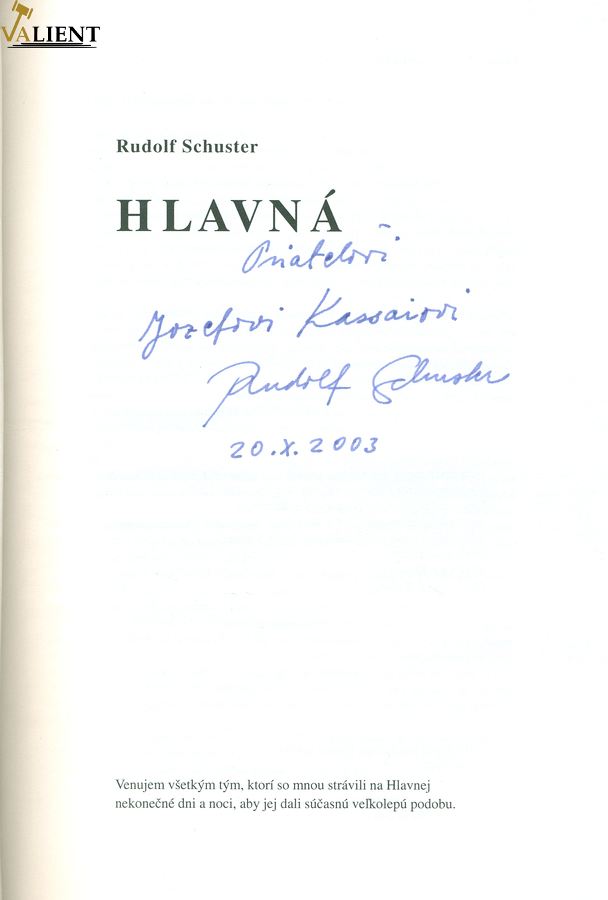 VALIENT
Rudolf Schuster
HLAVNÁ
Priatelovi
Jozefovi Kassaiovi
Rudolf Schuster
20.X.2003
Venujem všetkým tým, ktorí so mnou strávili na Hlavnej
nekonečné dni a noci, aby jej dali súčasnú veľkolepú podobu.